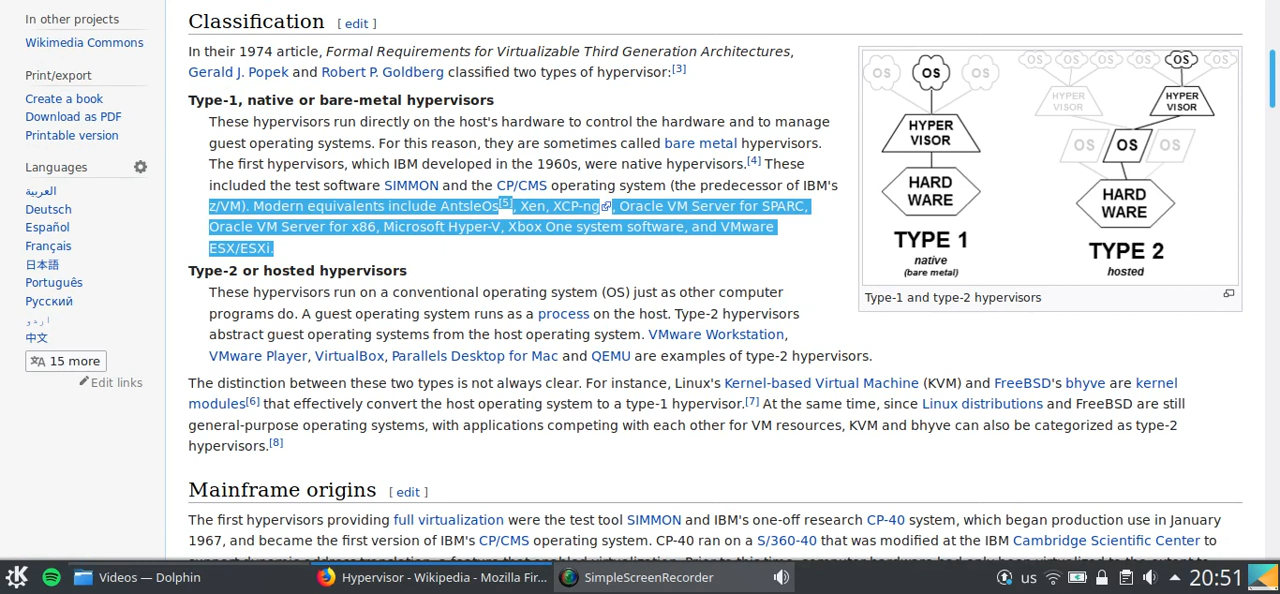 In other projects
Wikimedia Commons
Print/export
Create a book
Download as PDF
Printable version
Languages
العربية
Deutsch
Español
Français
日本語
Português
Русский
اردو
中文
15 more
Edit links
Classification [ edit ]
In their 1974 article, Formal Requirements for Virtualizable Third Generation Architectures,
Gerald J. Popek and Robert P. Goldberg classified two types of hypervisor:[3]
Type-1, native or bare-metal hypervisors
These hypervisors run directly on the host's hardware to control the hardware and to manage
guest operating systems. For this reason, they are sometimes called bare metal hypervisors.
The first hypervisors, which IBM developed in the 1960s, were native hypervisors.[4] These
included the test software SIMMON and the CP/CMS operating system (the predecessor of IBM's
z/VM). Modern equivalents include AntsleOs[5], Xen, XCP-ng, Oracle VM Server for SPARC,
Oracle VM Server for x86, Microsoft Hyper-V, Xbox One system software, and VMware
ESX/ESXi.
Type-2 or hosted hypervisors
These hypervisors run on a conventional operating system (OS) just as other computer
programs do. A guest operating system runs as a process on the host. Type-2 hypervisors
abstract guest operating systems from the host operating system. VMware Workstation,
VMware Player, VirtualBox, Parallels Desktop for Mac and QEMU are examples of type-2 hypervisors.
OS OS OS
HYPER
VISOR
HARD
WARE
TYPE 1
native
(bare metal)
OS OS OS OS OS OS
HYPER HYPER
VISOR VISOR
OS OS OS
HARD
WARE
TYPE 2
hosted
Type-1 and type-2 hypervisors
The distinction between these two types is not always clear. For instance, Linux's Kernel-based Virtual Machine (KVM) and FreeBSD's bhyve are kernel
modules[6] that effectively convert the host operating system to a type-1 hypervisor.[7] At the same time, since Linux distributions and FreeBSD are still
general-purpose operating systems, with applications competing with each other for VM resources, KVM and bhyve can also be categorized as type-2
hypervisors.[8]
Mainframe origins [ edit ]
The first hypervisors providing full virtualization were the test tool SIMMON and IBM's one-off research CP-40 system, which began production use in January
1967, and became the first version of IBM's CP/CMS operating system. CP-40 ran on a S/360-40 that was modified at the IBM Cambridge Scientific Center to
Videos — Dolphin
Hypervisor - Wikipedia - Mozilla Fir...
SimpleScreenRecorder
us
20:51